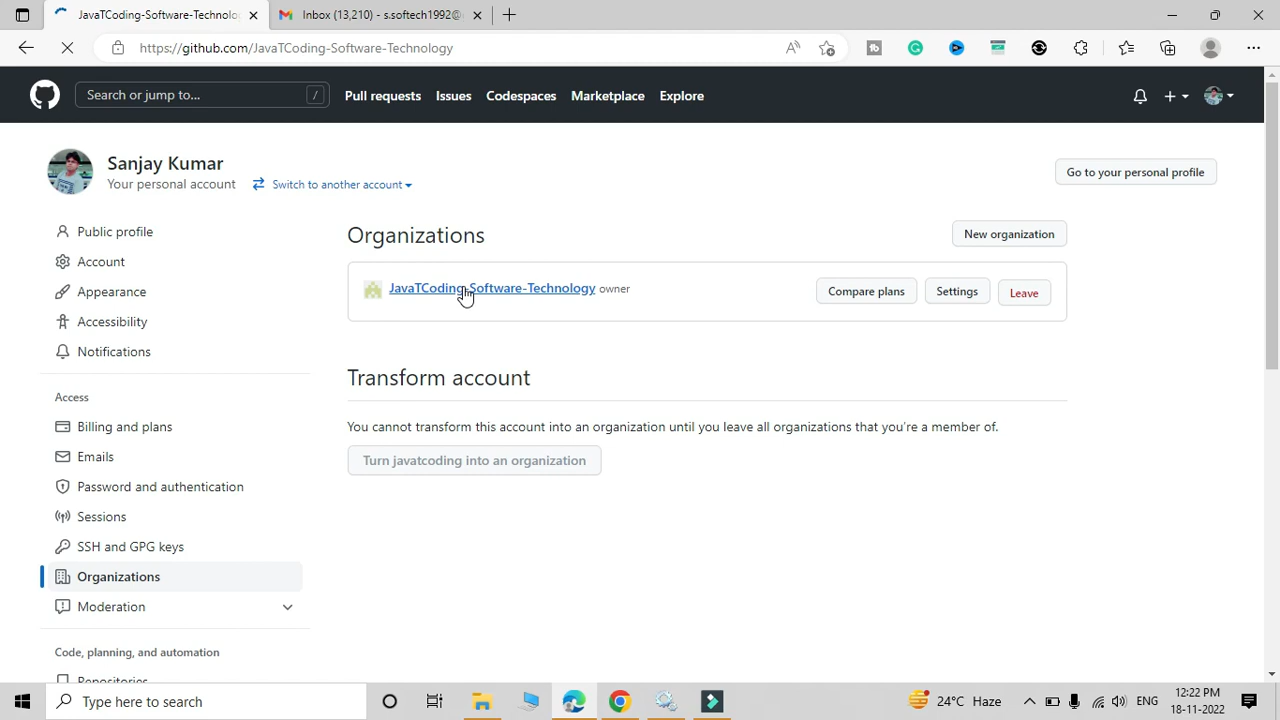 JavaTCoding-Software-Technolo
Inbox (13,210) - s.softech1992@
https://github.com/JavaTCoding-Software-Technology
Search or jump to...
/
Pull requests
Issues
Codespaces
Marketplace
Explore
Sanjay Kumar
Your personal account
Switch to another account
Go to your personal profile
Public profile
Account
Appearance
Accessibility
Notifications
Access
Billing and plans
Emails
Password and authentication
Sessions
SSH and GPG keys
Organizations
Moderation
Code, planning, and automation
Repositories
Organizations
New organization
JavaTCoding-Software-Technology owner
Compare plans
Settings
Leave
Transform account
You cannot transform this account into an organization until you leave all organizations that you're a member of.
Turn javatcoding into an organization
Type here to search
24°C Haze
ENG
12:22 PM
18-11-2022